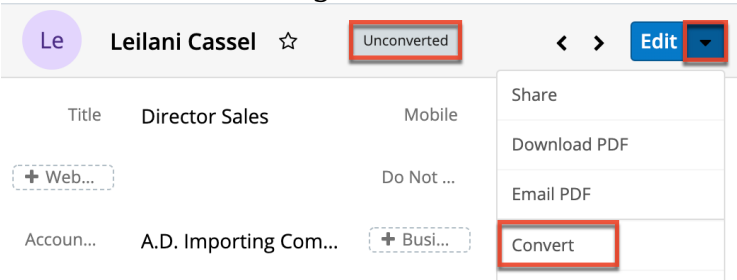 Le Leilani Cassel Unconverted Edit
Share
Title Director Sales Mobile
Download PDF
+ Web... Do Not ...
Email PDF
Accoun... A.D. Importing Com... + Busi...
Convert